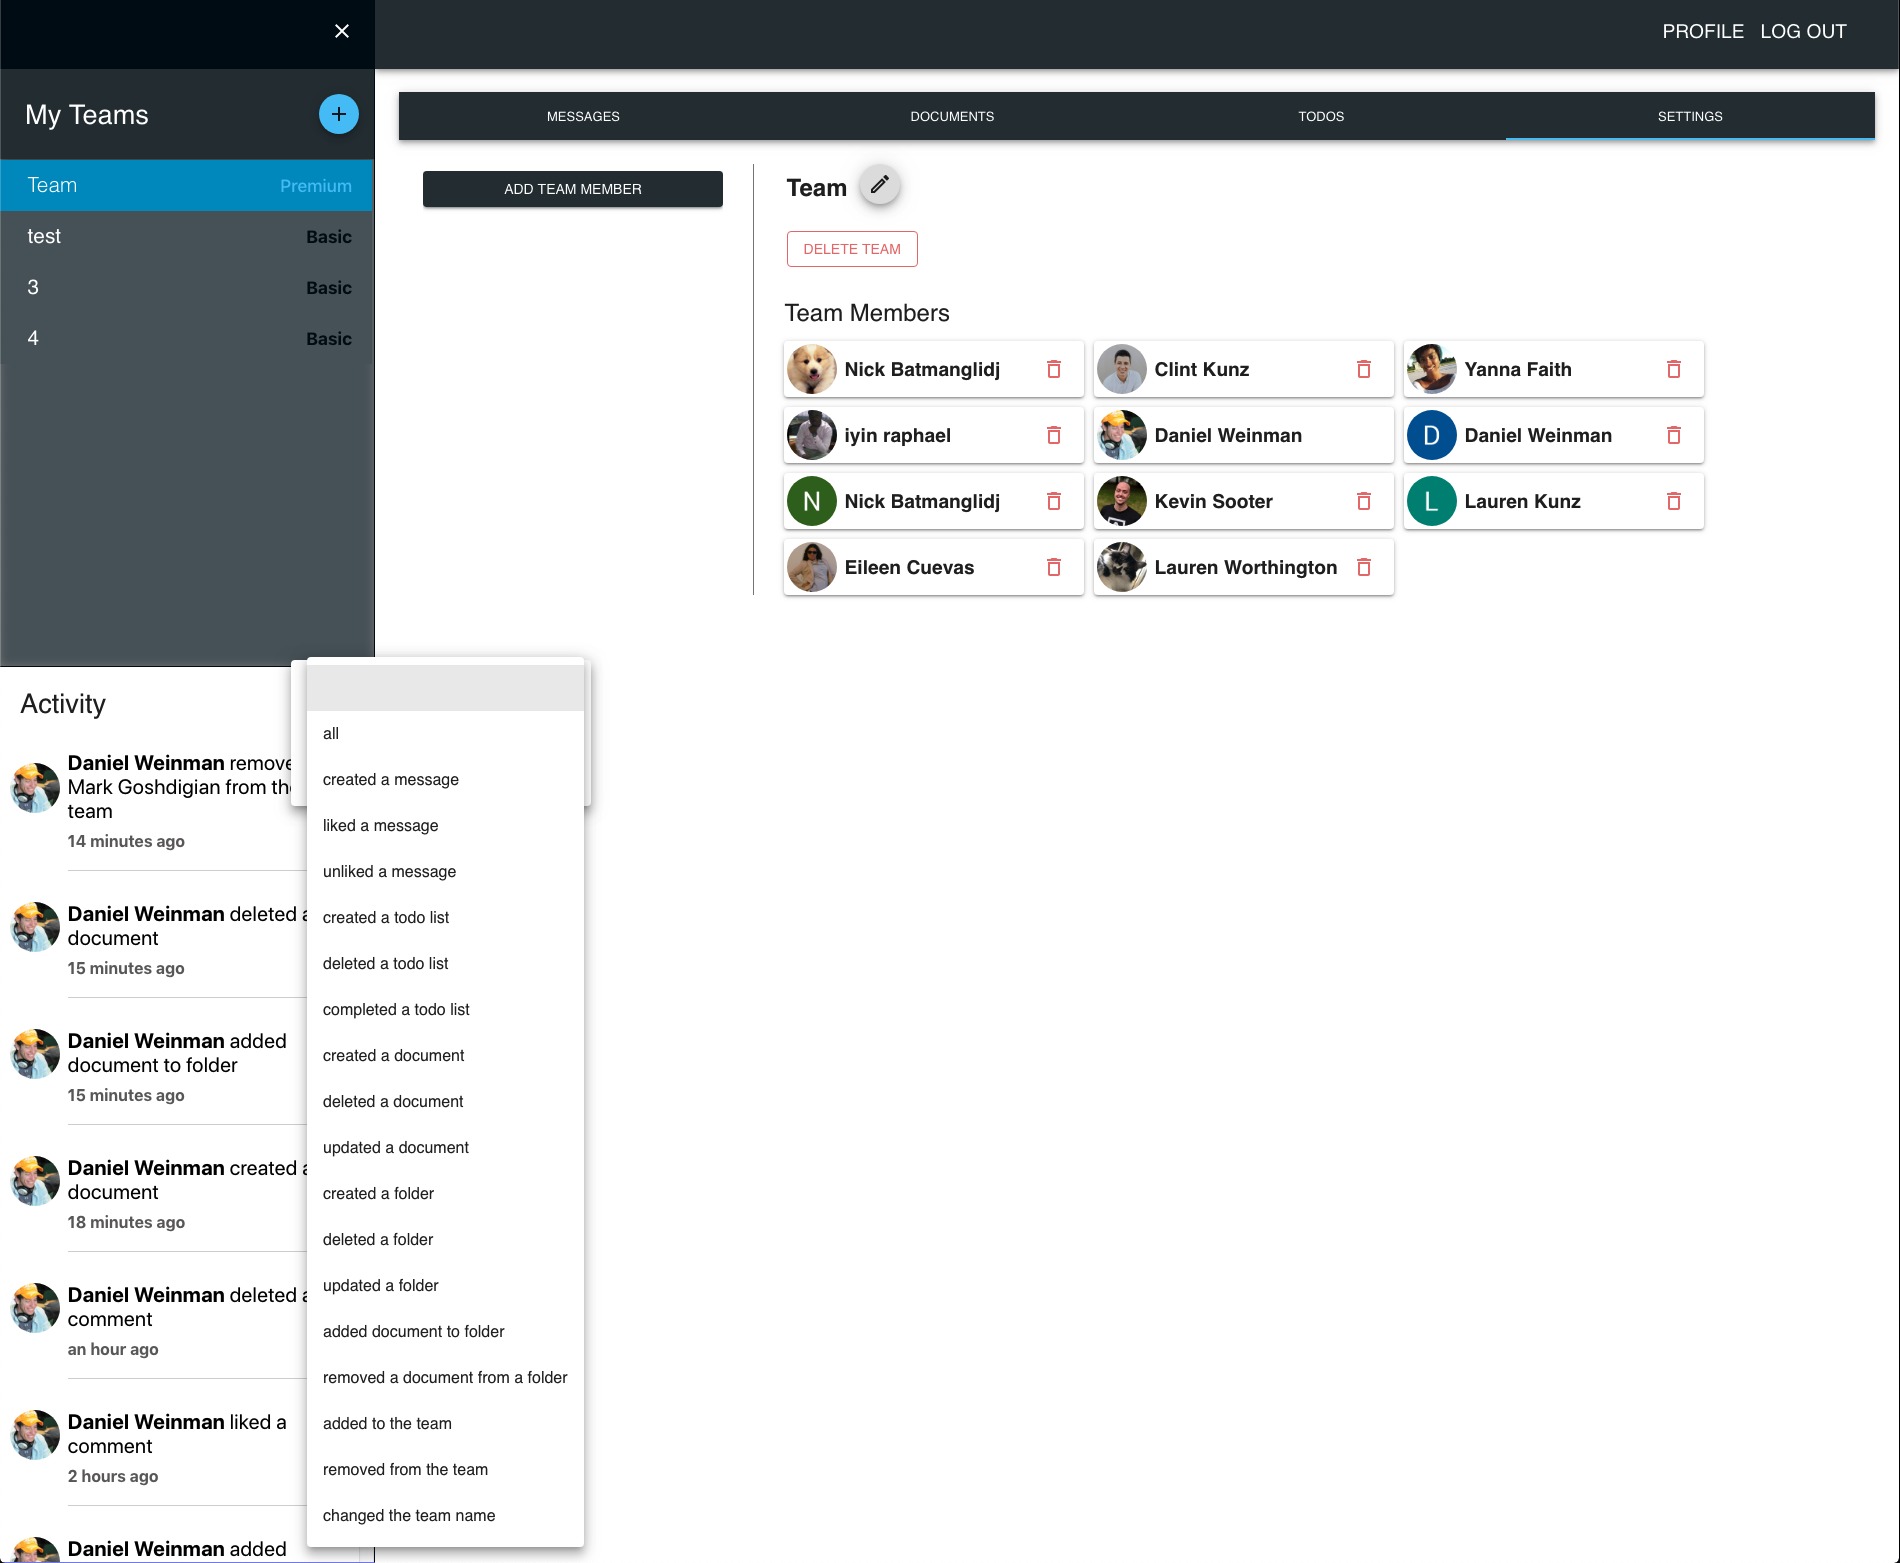 PROFILE LOG OUT
My Teams
Team Premium
test Basic
3 Basic
4 Basic
MESSAGES DOCUMENTS TODOS SETTINGS
ADD TEAM MEMBER
Team
DELETE TEAM
Team Members
Nick Batmanglidj
Clint Kunz
Yanna Faith
iyin raphael
Daniel Weinman
D Daniel Weinman
N Nick Batmanglidj
Kevin Sooter
L Lauren Kunz
Eileen Cuevas
Lauren Worthington
Activity
Daniel Weinman
Mark Goshdigian from
team
14 minutes ago
Daniel Weinman deleted
document
15 minutes ago
Daniel Weinman added
document to folder
15 minutes ago
Daniel Weinman created
document
18 minutes ago
Daniel Weinman deleted
comment
an hour ago
Daniel Weinman liked a
comment
2 hours ago
Daniel Weinman added
all
created a message
liked a message
unliked a message
created a todo list
deleted a todo list
completed a todo list
created a document
deleted a document
updated a document
created a folder
deleted a folder
updated a folder
added document to folder
removed a document from a folder
added to the team
removed from the team
changed the team name